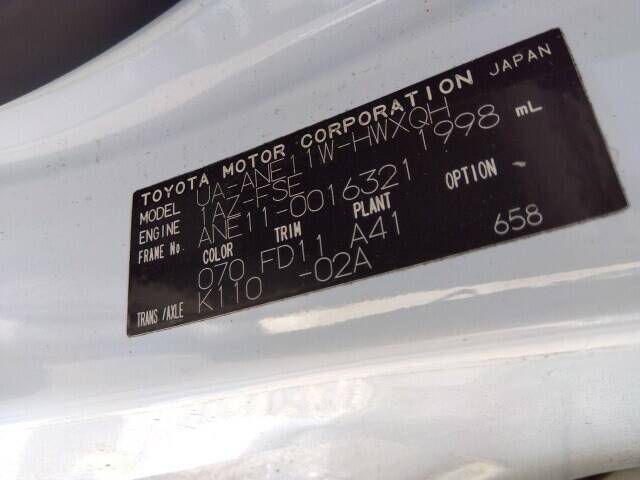 TOYOTA MOTOR CORPORATION JAPAN
MODEL UA-ANE11W-HWXQH
ENGINE 1AZ-FSE 1998 mL
FRAME No. ANE11-0016321
COLOR TRIM PLANT OPTION
070 FD11 A41 658
TRANS/AXLE K110 -02A